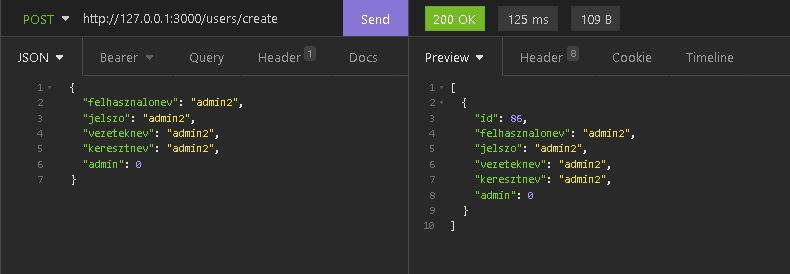 POST http://127.0.0.1:3000/users/create Send 200 OK 125 ms 109 B
JSON Bearer Query Header 1 Docs Preview Header 8 Cookie Timeline
1 {
2 "felhasznalonev": "admin2",
3 "jelszo": "admin2",
4 "vezeteknev": "admin2",
5 "keresztnev": "admin2",
6 "admin": 0
7 }
1 [
2 {
3 "id": 86,
4 "felhasznalonev": "admin2",
5 "jelszo": "admin2",
6 "vezeteknev": "admin2",
7 "keresztnev": "admin2",
8 "admin": 0
9 }
10 ]